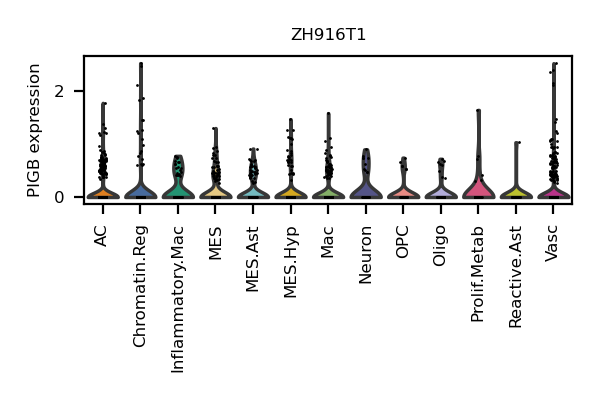 ZH916T1
PIGB expression
2
0
AC
Chromatin.Reg
Inflammatory.Mac
MES
MES.Ast
MES.Hyp
Mac
Neuron
OPC
Oligo
Prolif.Metab
Reactive.Ast
Vasc